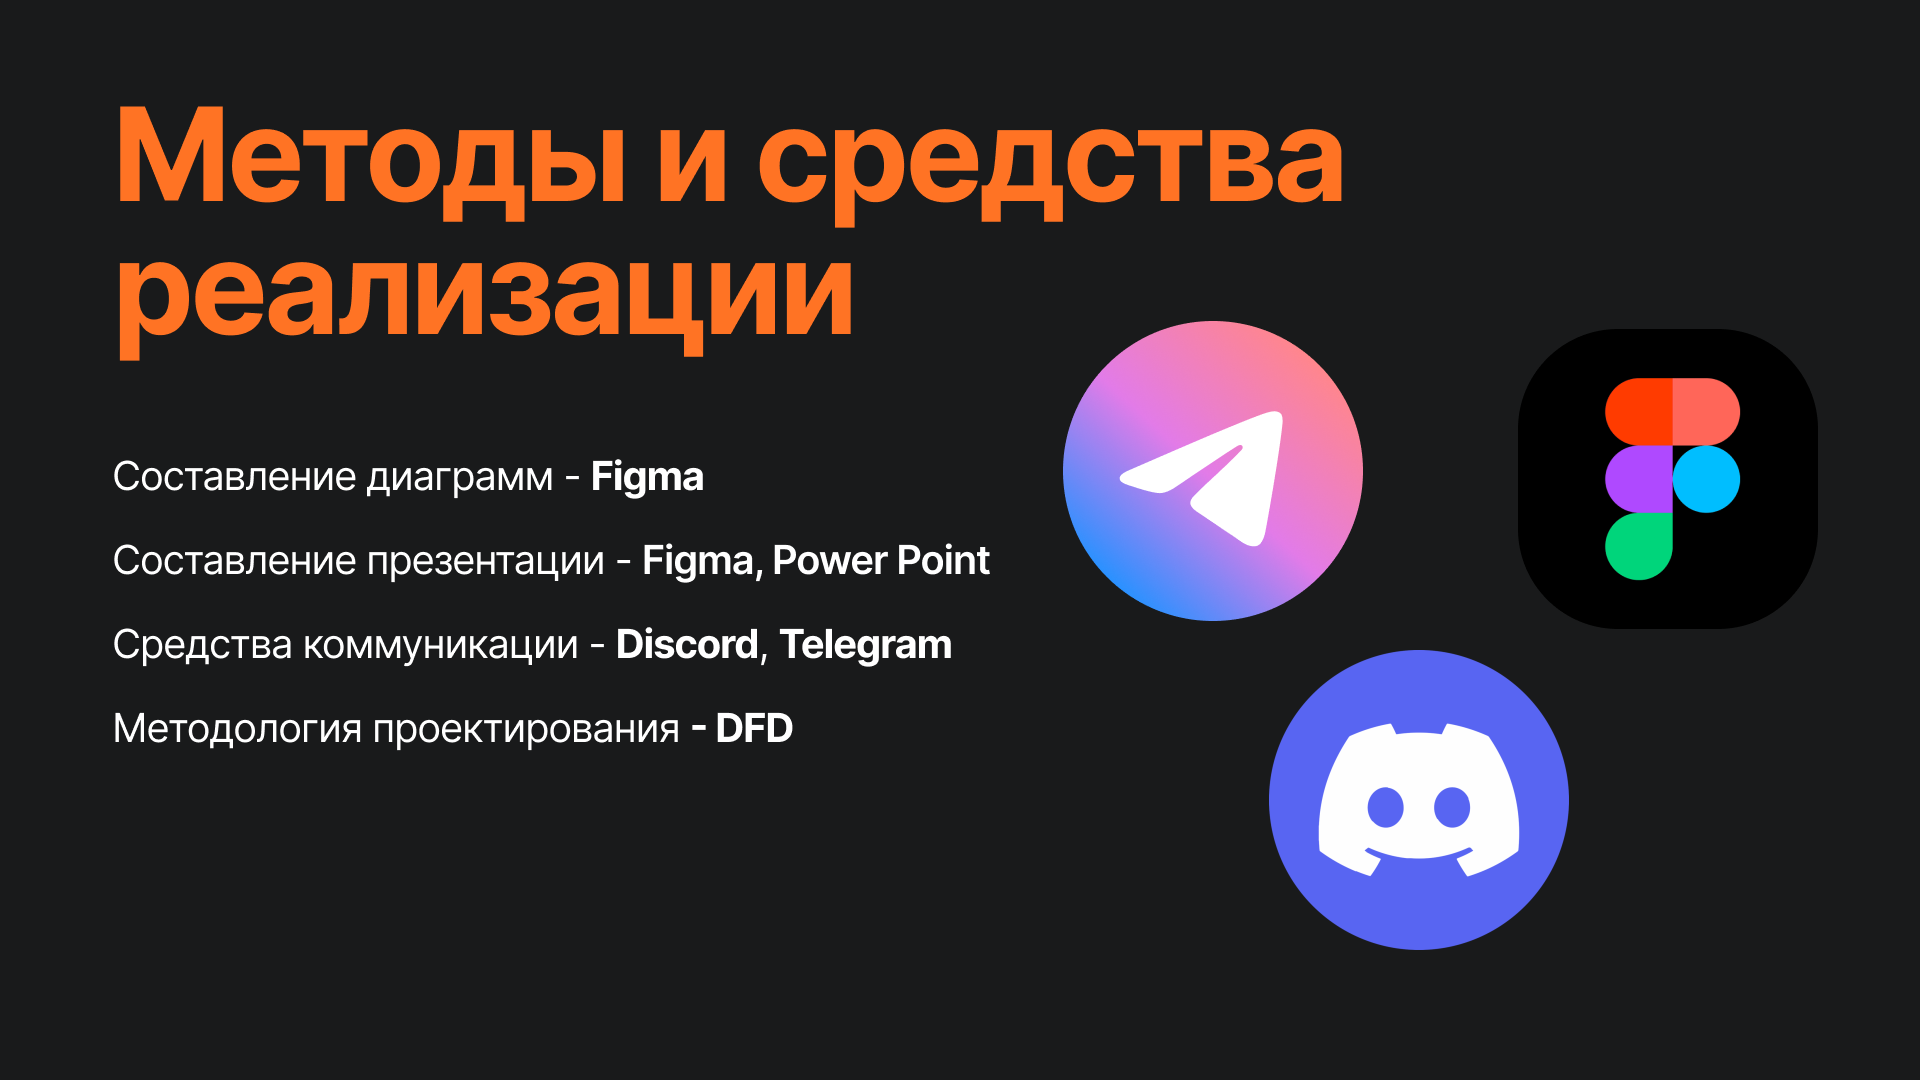 Методы и средства
реализации
Составление диаграмм - Figma
Составление презентации - Figma, Power Point
Средства коммуникации - Discord, Telegram
Методология проектирования - DFD